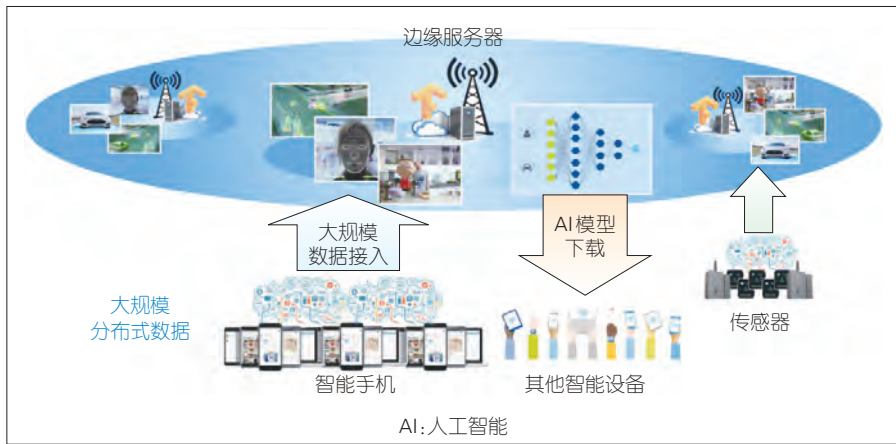 边缘服务器
大规模
数据接入
AI模型
下载
大规模
分布式数据
传感器
智能手机
其他智能设备
AI:人工智能